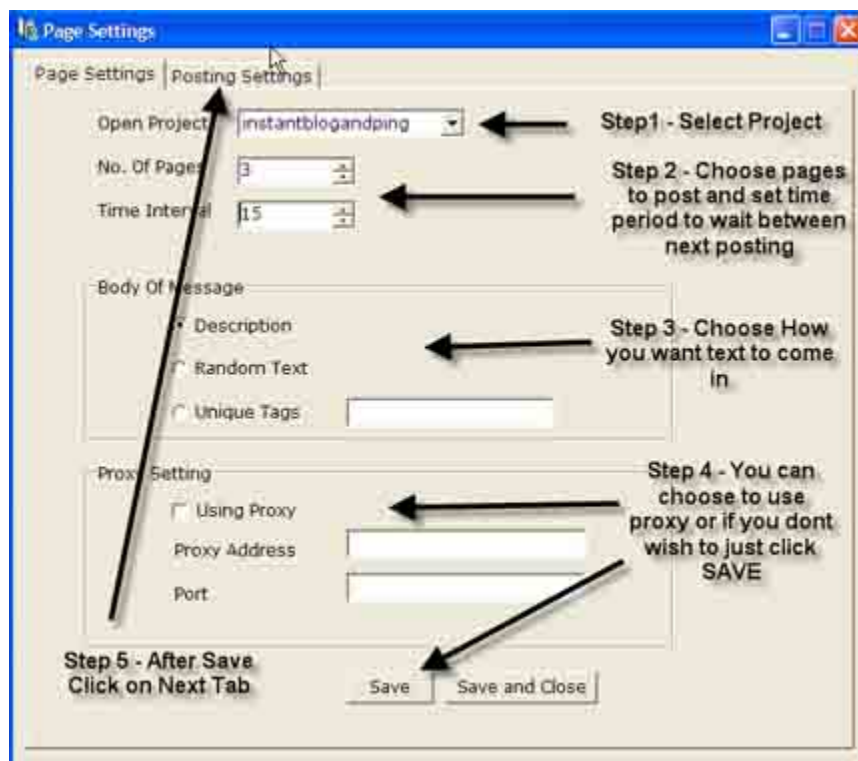 Page Settings
Page Settings Posting Settings
Open Project instantblogandping
Step1 - Select Project
No. Of Pages 3
Time Interval 15
Step 2 - Choose pages
to post and set time
period to wait between
next posting
Body Of Message
Description
Random Text
Unique Tags
Step 3 - Choose How
you want text to come
in
Proxy Setting
Using Proxy
Proxy Address
Port
Step 4 - You can
choose to use
proxy or if you dont
wish to just click
SAVE
Step 5 - After Save
Click on Next Tab
Save Save and Close